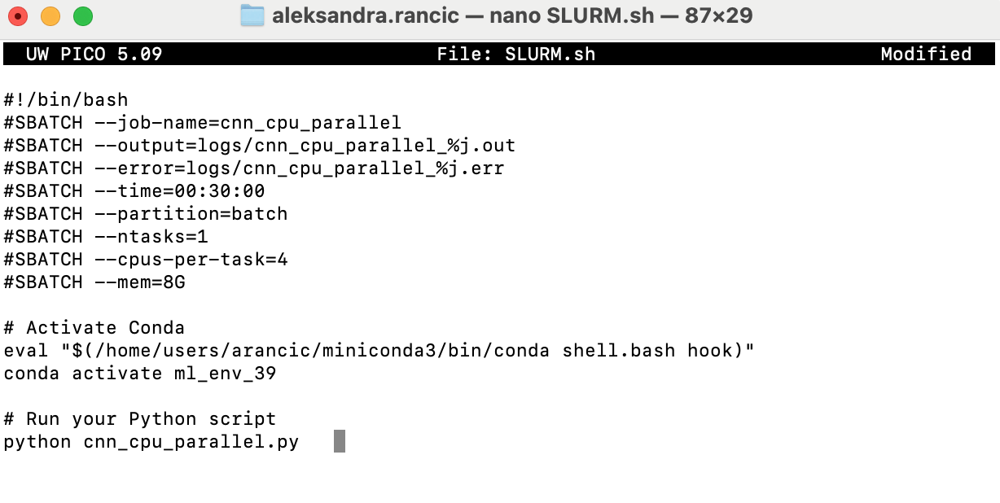 aleksandra.rancic — nano SLURM.sh — 87×29
UW PICO 5.09 File: SLURM.sh Modified
#!/bin/bash
#SBATCH --job-name=cnn_cpu_parallel
#SBATCH --output=logs/cnn_cpu_parallel_%j.out
#SBATCH --error=logs/cnn_cpu_parallel_%j.err
#SBATCH --time=00:30:00
#SBATCH --partition=batch
#SBATCH --ntasks=1
#SBATCH --cpus-per-task=4
#SBATCH --mem=8G
# Activate Conda
eval "$(/home/users/arancic/miniconda3/bin/conda shell.bash hook)"
conda activate ml_env_39
# Run your Python script
python cnn_cpu_parallel.py